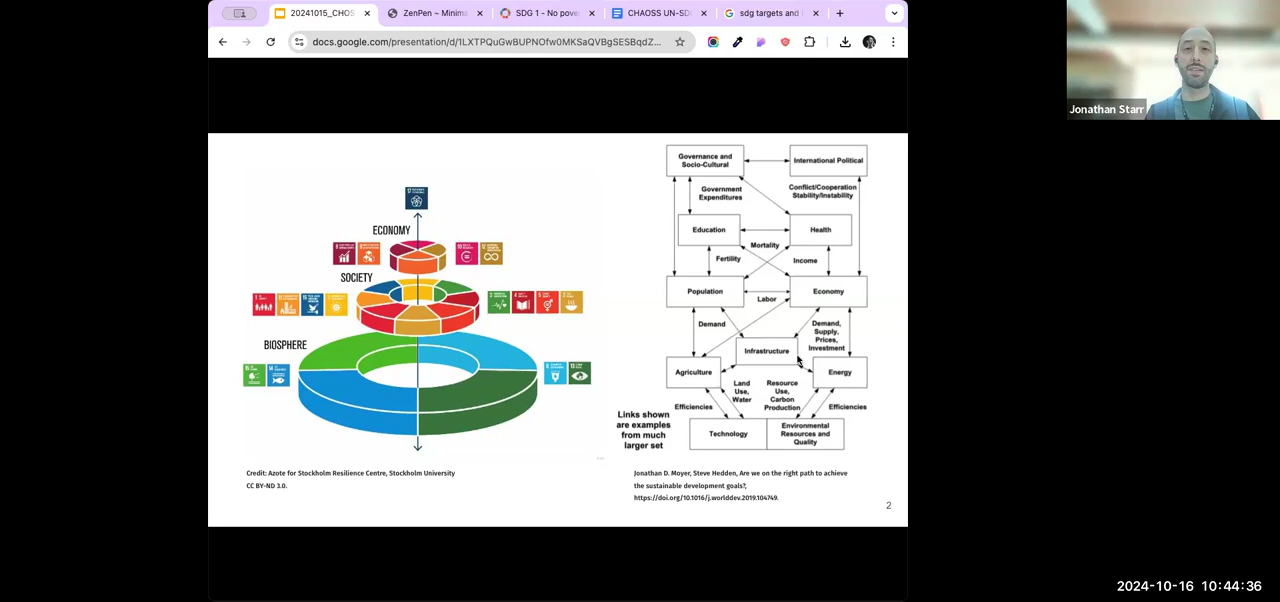 20241015_CHOS
ZenPen ~ Minima
SDG 1 - No pove
CHAOSS UN-SD
sdg targets and i
docs.google.com/presentation/d/1LXTPQuGwBUPNOfw0MKSaQVBgSESBqdZ...
Jonathan Starr
ECONOMY
SOCIETY
BIOSPHERE
Credit: Azote for Stockholm Resilience Centre, Stockholm University
CC BY-ND 3.0.
Governance and
Socio-Cultural
International Political
Government
Expenditures
Conflict/Cooperation
Stability/Instability
Education
Health
Mortality
Fertility
Income
Population
Economy
Labor
Demand
Demand,
Supply,
Prices,
Investment
Infrastructure
Agriculture
Energy
Land
Use,
Water
Resource
Use,
Carbon
Production
Efficiencies
Efficiencies
Links shown
are examples
from much
larger set
Technology
Environmental
Resources and
Quality
Jonathan D. Moyer, Steve Hedden, Are we on the right path to achieve
the sustainable development goals?,
https://doi.org/10.1016/j.worlddev.2019.104749.
2
2024-10-16 10:44:36